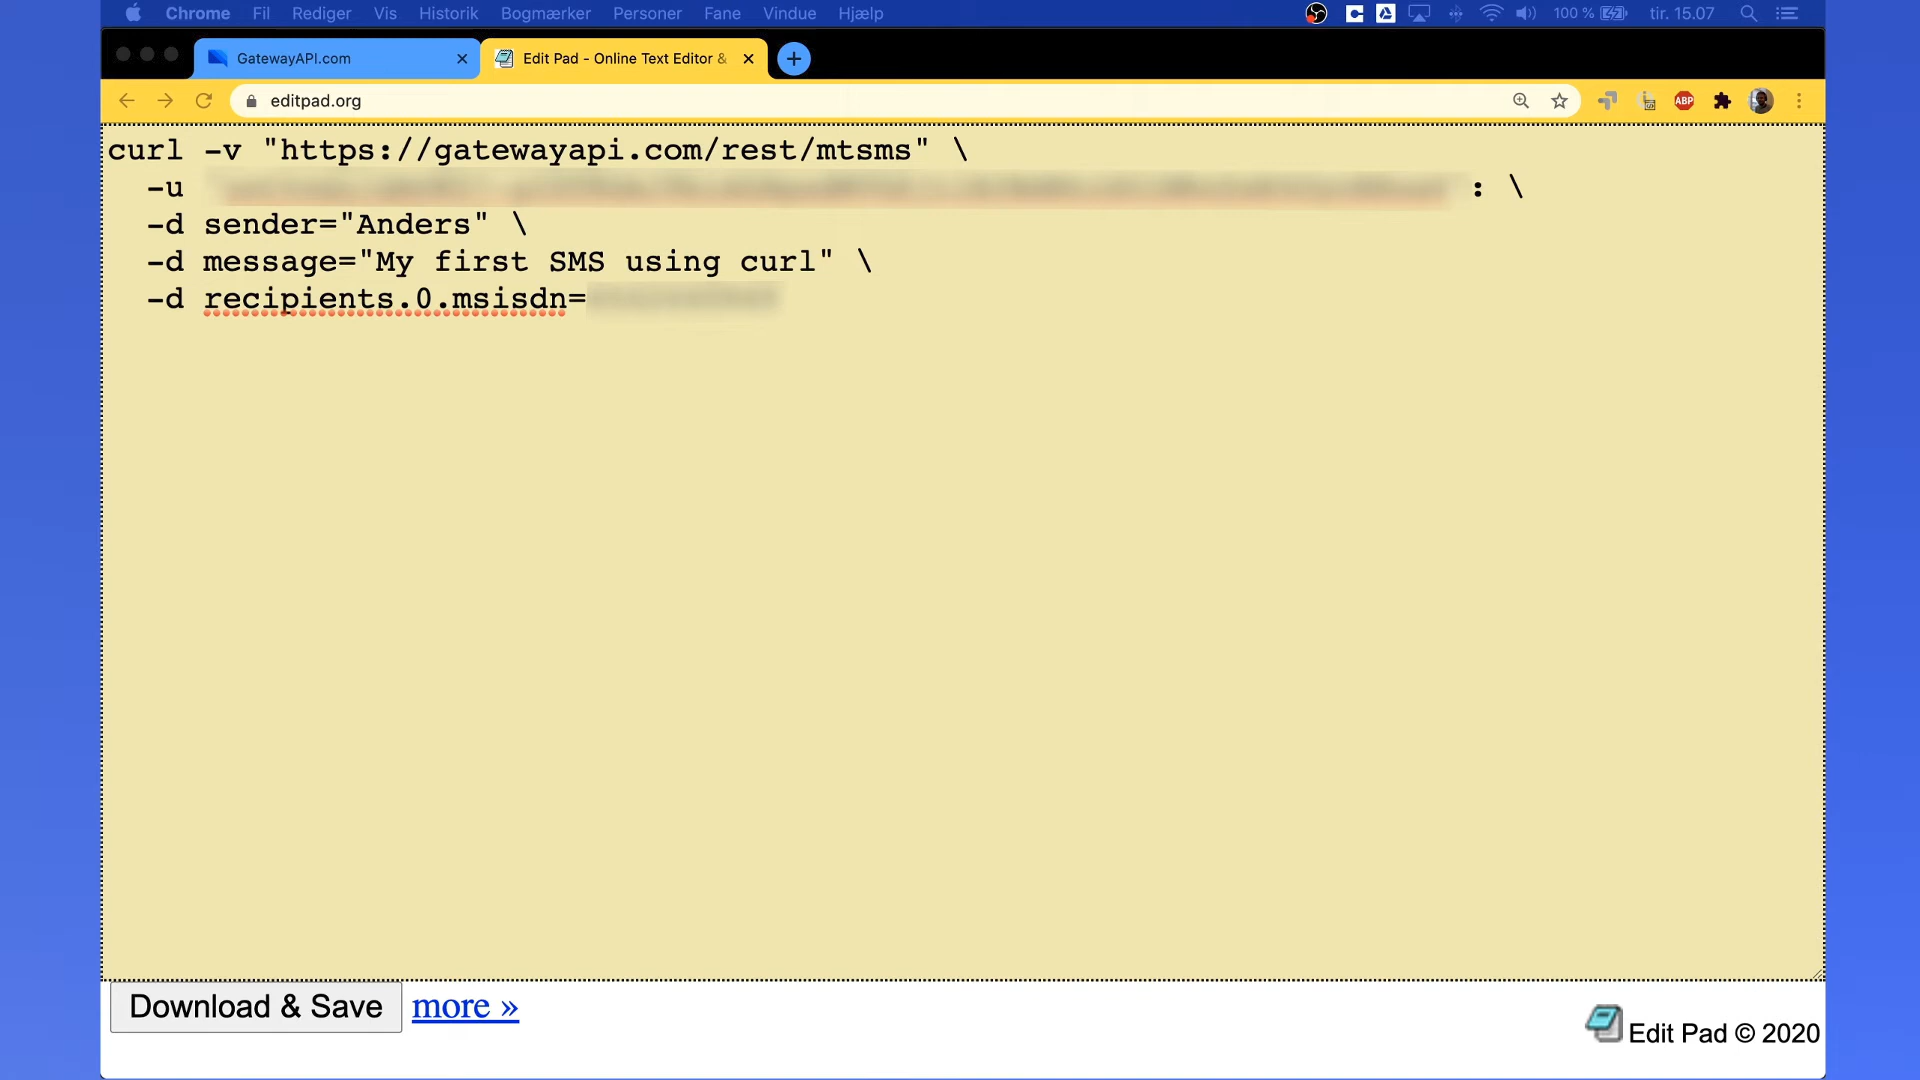 Chrome Fil Rediger Vis Historik Bogmærker Personer Fane Vindue Hjælp 100 % tir. 15.07
GatewayAPI.com Edit Pad - Online Text Editor &
editpad.org ABP
curl -v "https://gatewayapi.com/rest/mtsms" \
-u : \
-d sender="Anders" \
-d message="My first SMS using curl" \
-d recipients.0.msisdn=
Download & Save more »
Edit Pad © 2020